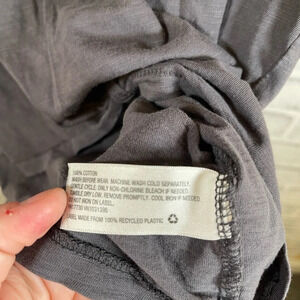 100% COTTON
WASH BEFORE WEAR. MACHINE WASH COLD SEPARATELY,
GENTLE CYCLE. ONLY NON-CHLORINE BLEACH IF NEEDED.
TUMBLE DRY LOW. REMOVE PROMPTLY. COOL IRON IF NEEDED
DO NOT IRON ON LABEL.
LABEL MADE FROM 100% RECYCLED PLASTIC